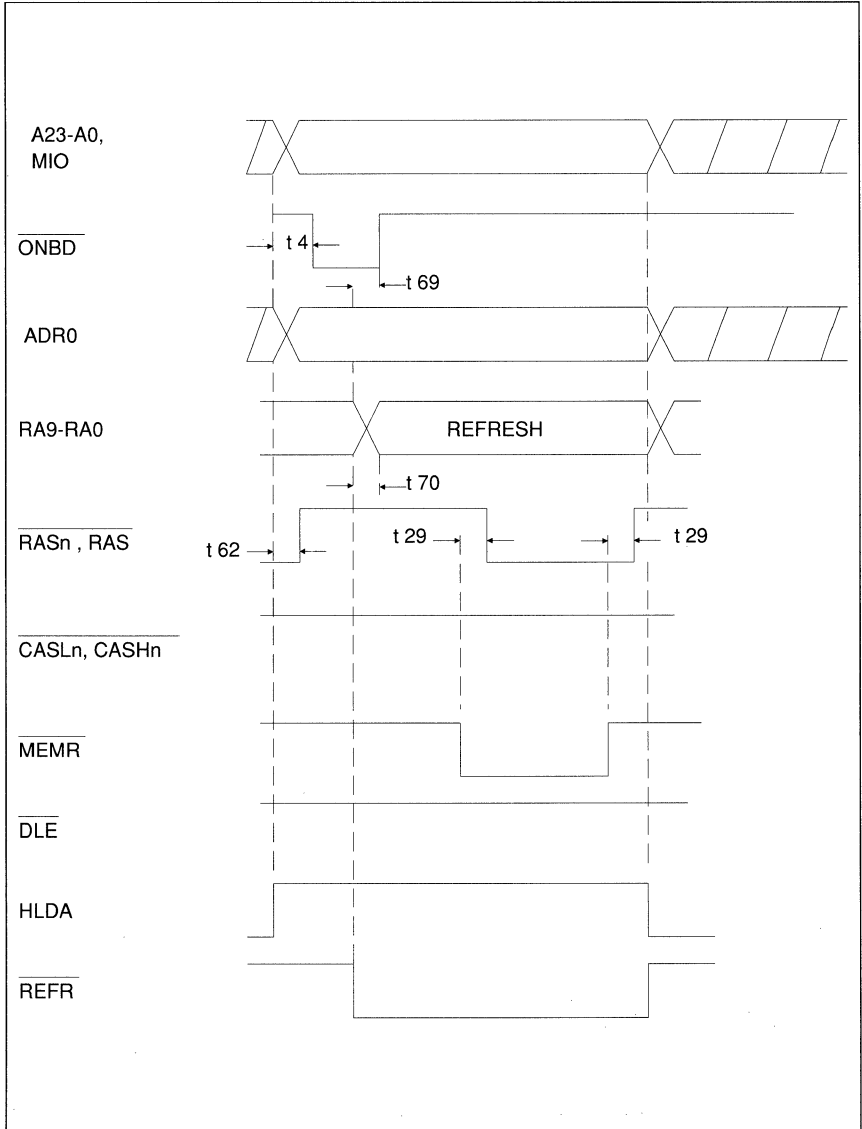 A23-A0,
MIO
ONBD
t 4
t 69
ADR0
RA9-RA0
REFRESH
t 70
RASn , RAS
t 62
t 29
t 29
CASLn, CASHn
MEMR
DLE
HLDA
REFR